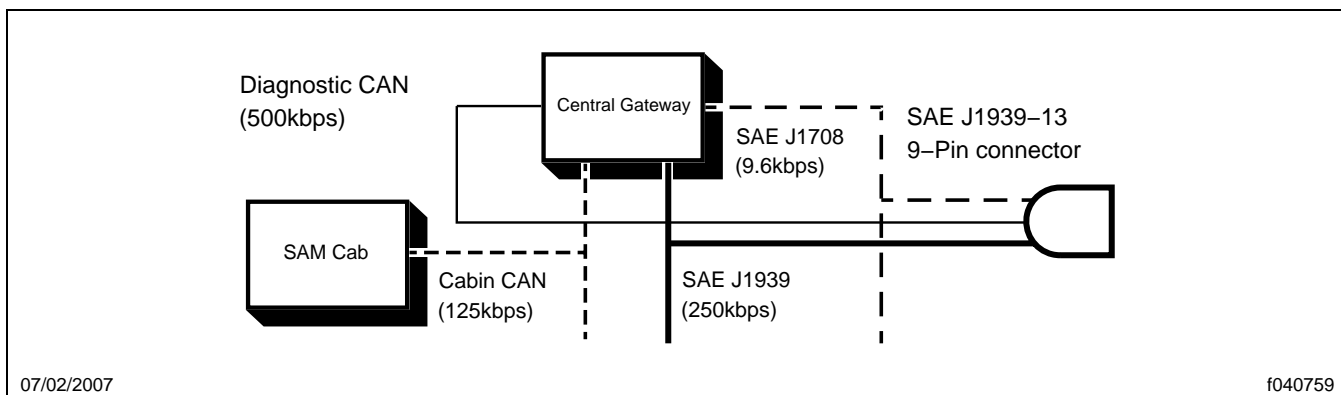 Diagnostic CAN
(500kbps)
Central Gateway
SAE J1708
(9.6kbps)
SAE J1939−13
9−Pin connector
SAM Cab
Cabin CAN
(125kbps)
SAE J1939
(250kbps)
07/02/2007
f040759